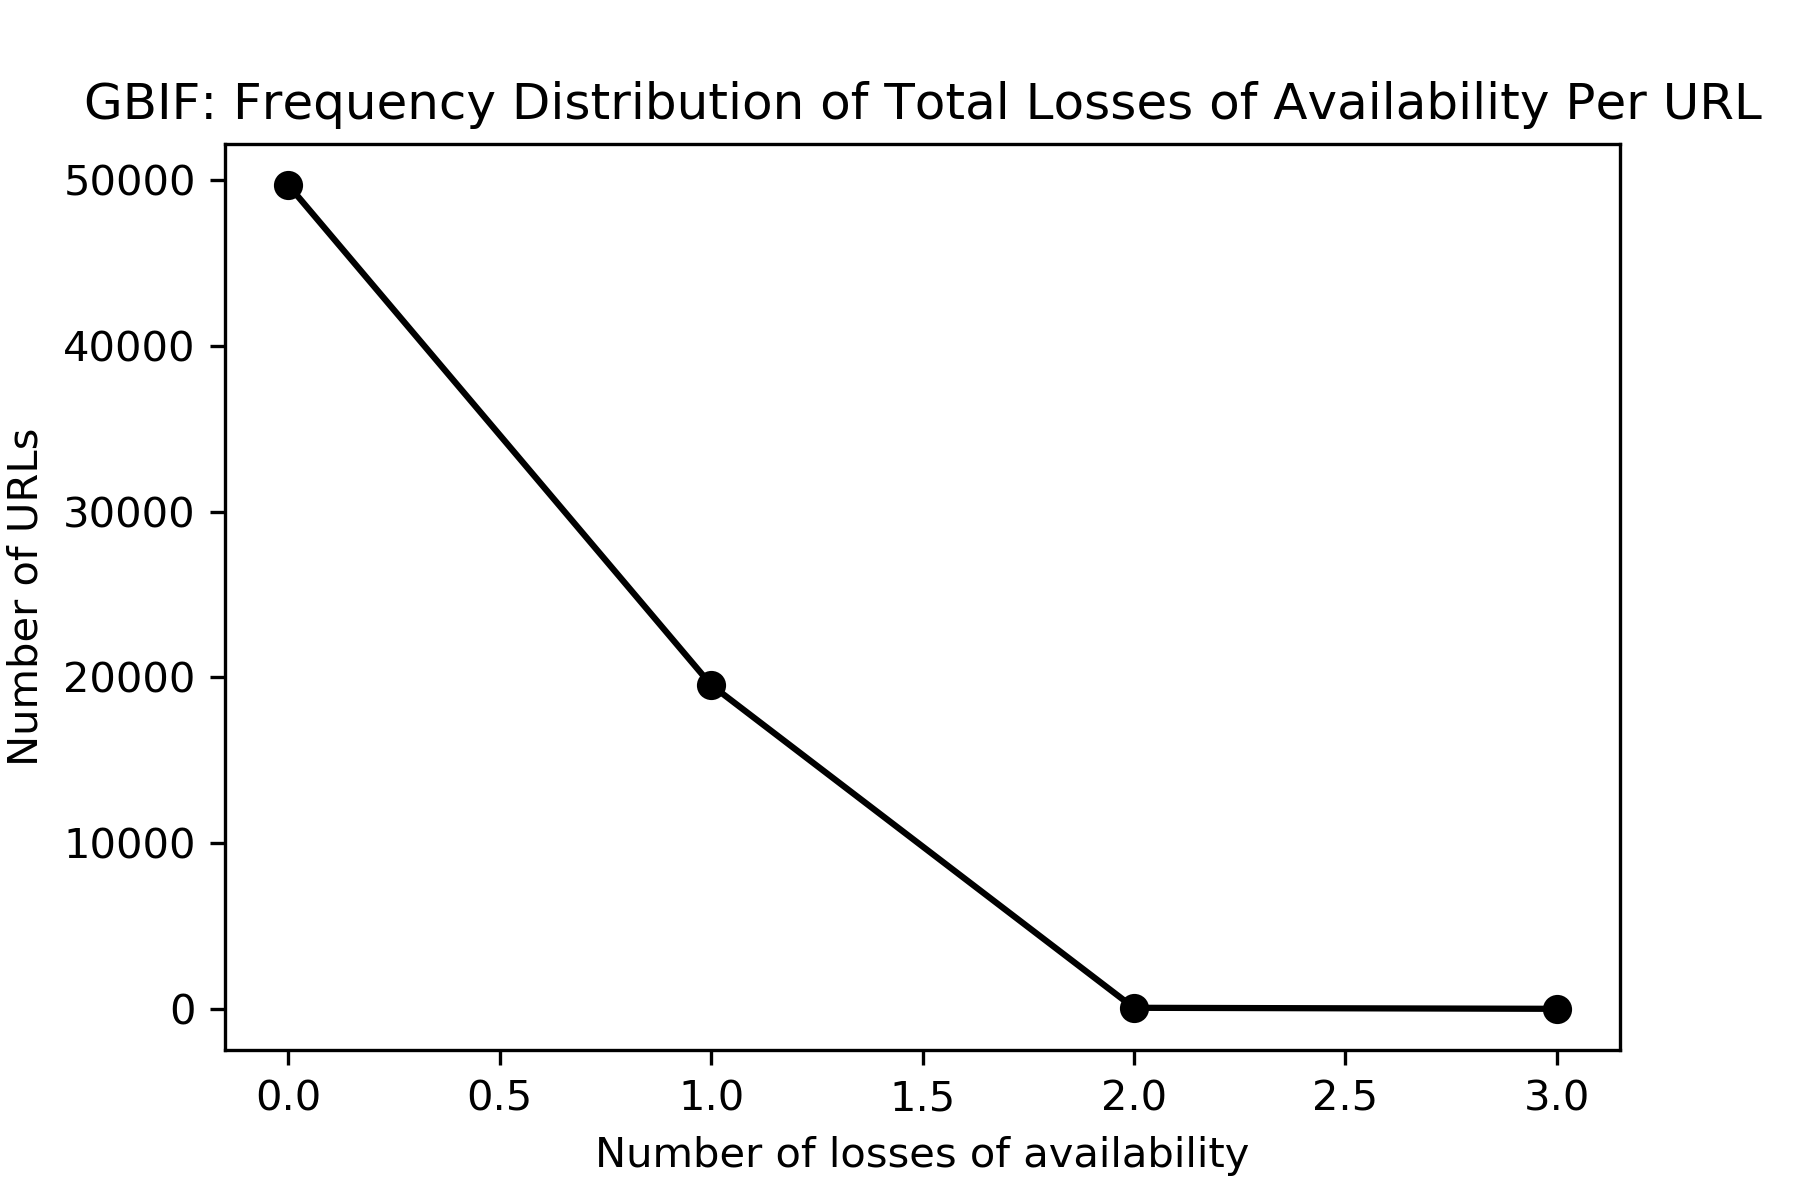 GBIF: Frequency Distribution of Total Losses of Availability Per URL
50000
40000
30000
20000
10000
0
Number of URLs
0.0 0.5 1.0 1.5 2.0 2.5 3.0
Number of losses of availability